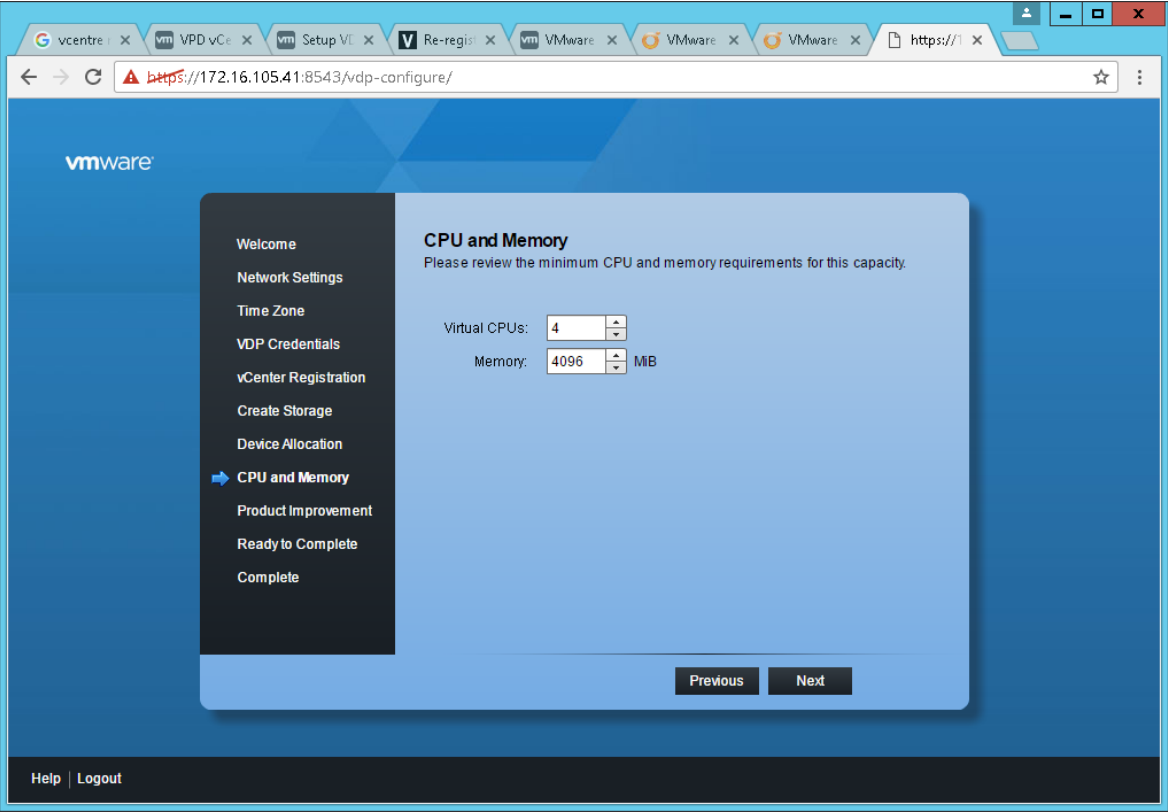 vcentre
VPD vCe
Setup VD
Re-regist
VMware
VMware
VMware
https://1
https://172.16.105.41:8543/vdp-configure/
vmware
Welcome
Network Settings
Time Zone
VDP Credentials
vCenter Registration
Create Storage
Device Allocation
CPU and Memory
Product Improvement
Ready to Complete
Complete
CPU and Memory
Please review the minimum CPU and memory requirements for this capacity.
Virtual CPUs: 4
Memory: 4096 MiB
Previous Next
Help | Logout